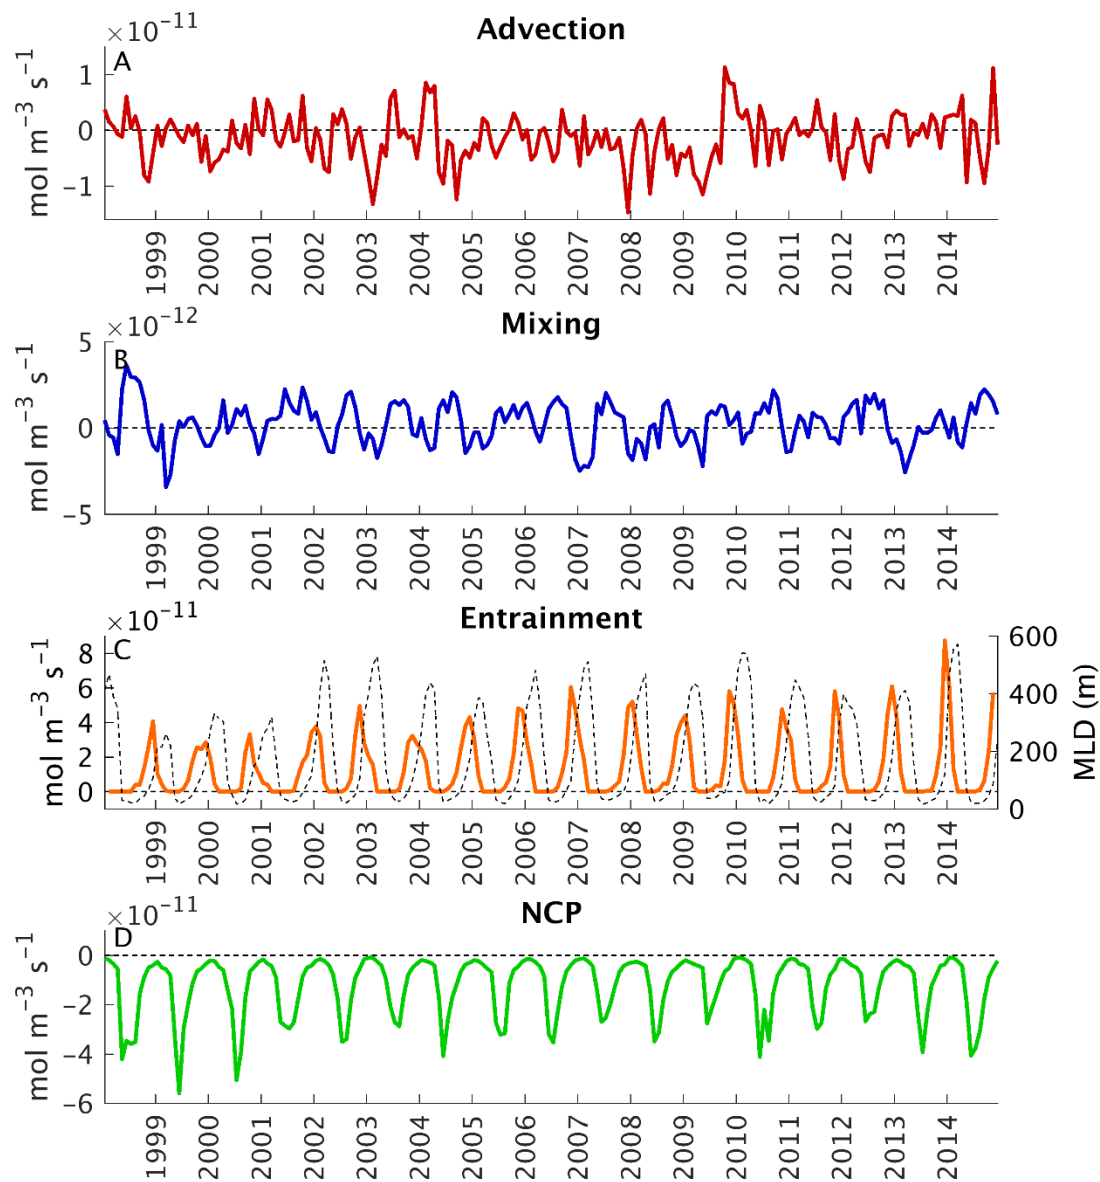 ×10⁻¹¹
Advection
A
mol m⁻³ s⁻¹
1
0
−1
1999 2000 2001 2002 2003 2004 2005 2006 2007 2008 2009 2010 2011 2012 2013 2014
×10⁻¹²
Mixing
B
mol m⁻³ s⁻¹
5
0
−5
1999 2000 2001 2002 2003 2004 2005 2006 2007 2008 2009 2010 2011 2012 2013 2014
×10⁻¹¹
Entrainment
C
mol m⁻³ s⁻¹
8
6
4
2
0
600
400
200
0
MLD (m)
1999 2000 2001 2002 2003 2004 2005 2006 2007 2008 2009 2010 2011 2012 2013 2014
×10⁻¹¹
NCP
D
mol m⁻³ s⁻¹
0
−2
−4
−6
1999 2000 2001 2002 2003 2004 2005 2006 2007 2008 2009 2010 2011 2012 2013 2014